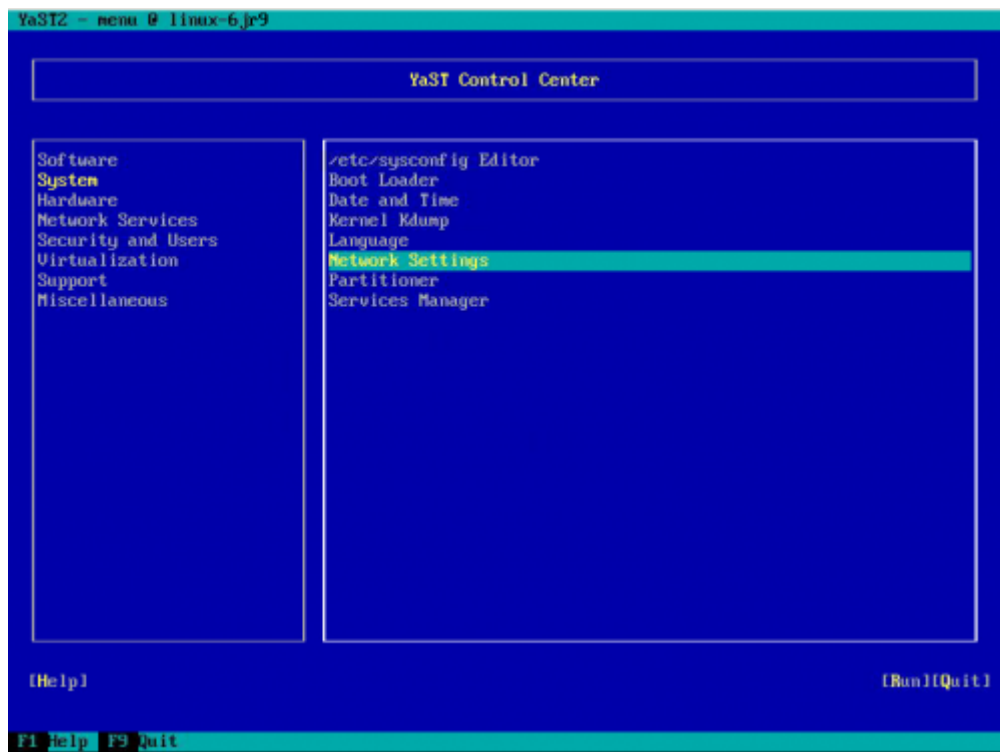 YaST2 - menu @ linux-6jr9
YaST Control Center
Software
System
Hardware
Network Services
Security and Users
Virtualization
Support
Miscellaneous
/etc/sysconfig Editor
Boot Loader
Date and Time
Kernel Kdump
Language
Network Settings
Partitioner
Services Manager
[Help] [Run][Quit]
F1 Help F9 Quit